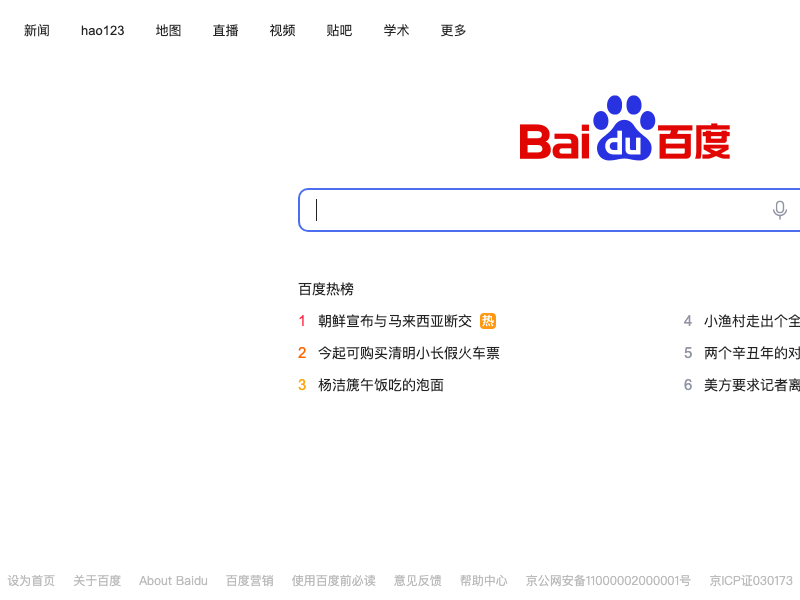 新闻 hao123 地图 直播 视频 贴吧 学术 更多
Bai du 百度
百度热榜
1 朝鲜宣布与马来西亚断交 热
4 小渔村走出个全
2 今起可购买清明小长假火车票
5 两个辛丑年的对
3 杨洁篪午饭吃的泡面
6 美方要求记者离
设为首页 关于百度 About Baidu 百度营销 使用百度前必读 意见反馈 帮助中心 京公网安备11000002000001号 京ICP证030173